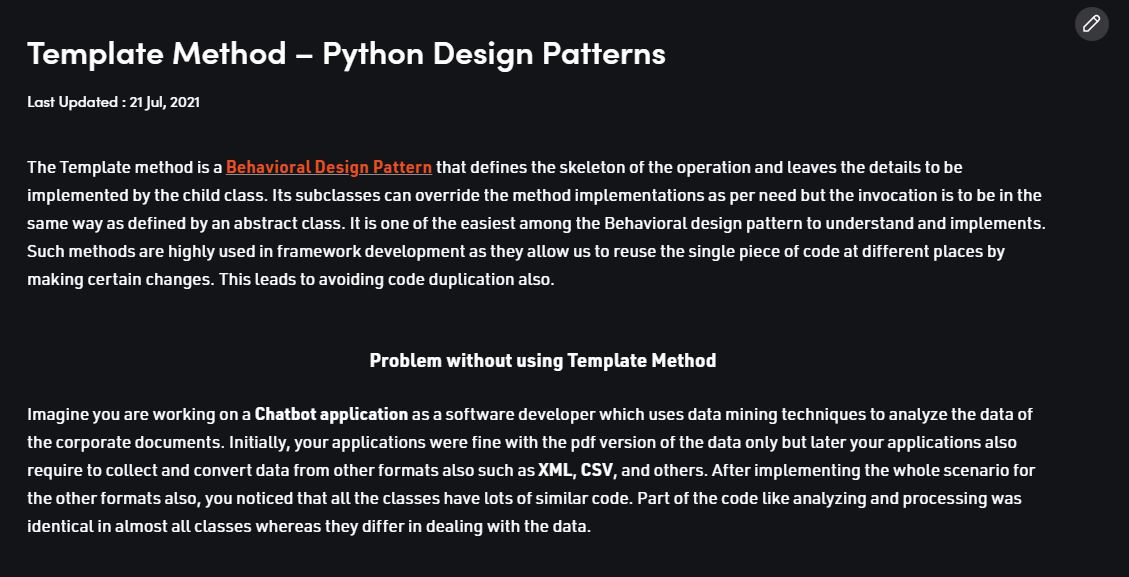 Template Method – Python Design Patterns
Last Updated : 21 Jul, 2021
The Template method is a Behavioral Design Pattern that defines the skeleton of the operation and leaves the details to be
implemented by the child class. Its subclasses can override the method implementations as per need but the invocation is to be in the
same way as defined by an abstract class. It is one of the easiest among the Behavioral design pattern to understand and implements.
Such methods are highly used in framework development as they allow us to reuse the single piece of code at different places by
making certain changes. This leads to avoiding code duplication also.
Problem without using Template Method
Imagine you are working on a Chatbot application as a software developer which uses data mining techniques to analyze the data of
the corporate documents. Initially, your applications were fine with the pdf version of the data only but later your applications also
require to collect and convert data from other formats also such as XML, CSV, and others. After implementing the whole scenario for
the other formats also, you noticed that all the classes have lots of similar code. Part of the code like analyzing and processing was
identical in almost all classes whereas they differ in dealing with the data.